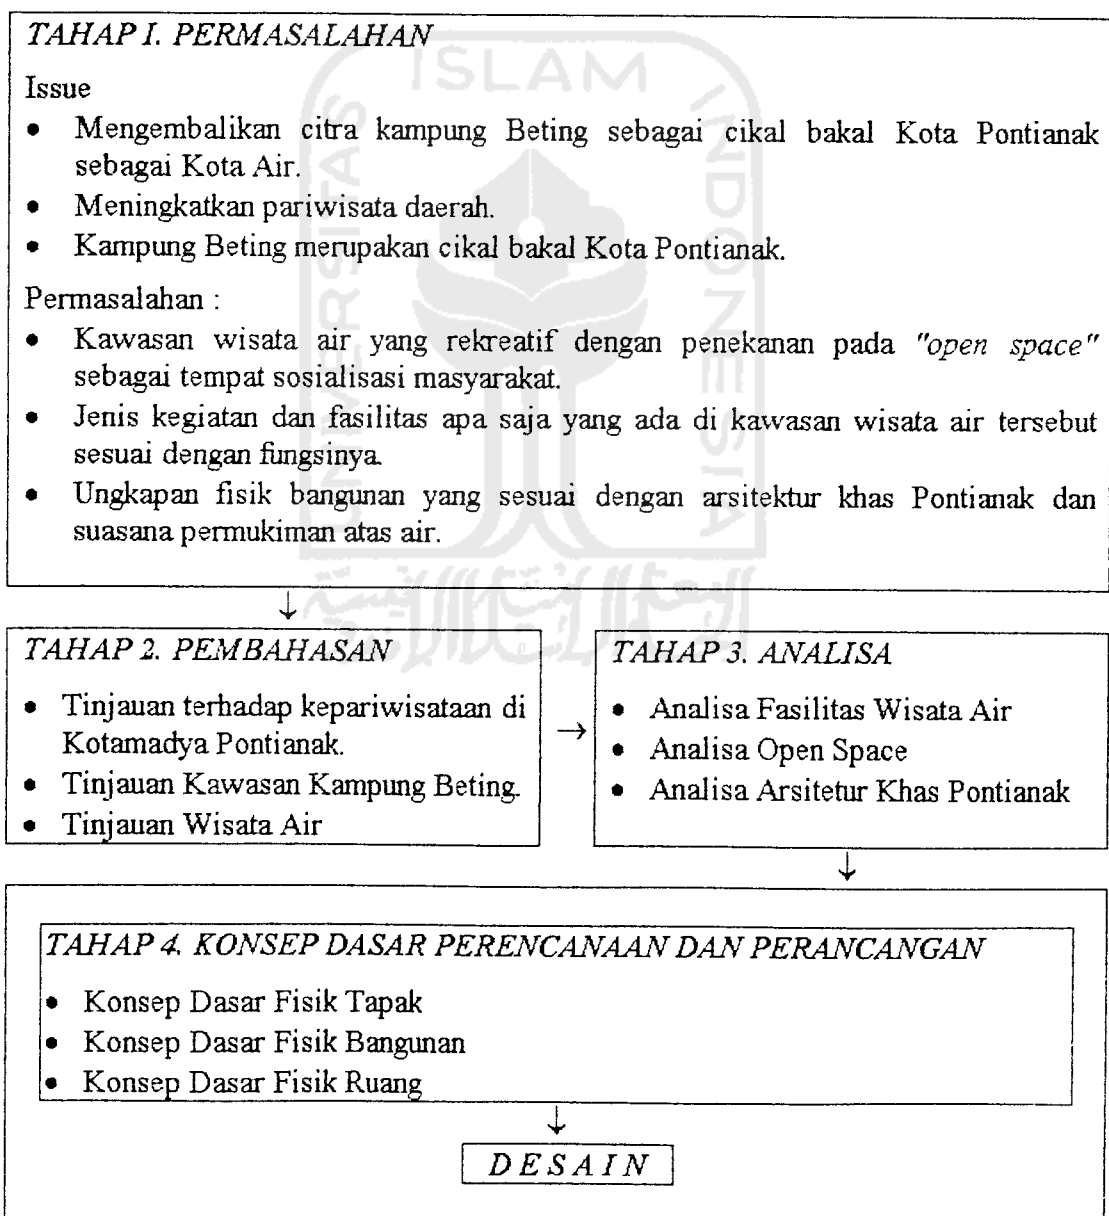 TAHAP I. PERMASALAHAN
Issue
• Mengembalikan citra kampung Beting sebagai cikal bakal Kota Pontianak
sebagai Kota Air.
• Meningkatkan pariwisata daerah.
• Kampung Beting merupakan cikal bakal Kota Pontianak.
Permasalahan :
• Kawasan wisata air yang rekreatif dengan penekanan pada "open space"
sebagai tempat sosialisasi masyarakat.
• Jenis kegiatan dan fasilitas apa saja yang ada di kawasan wisata air tersebut
sesuai dengan fungsinya.
• Ungkapan fisik bangunan yang sesuai dengan arsitektur khas Pontianak dan
suasana permukiman atas air.
↓
TAHAP 2. PEMBAHASAN
• Tinjauan terhadap kepariwisataan di
Kotamadya Pontianak.
• Tinjauan Kawasan Kampung Beting.
• Tinjauan Wisata Air
→
TAHAP 3. ANALISA
• Analisa Fasilitas Wisata Air
• Analisa Open Space
• Analisa Arsitetur Khas Pontianak
↓
TAHAP 4. KONSEP DASAR PERENCANAAN DAN PERANCANGAN
• Konsep Dasar Fisik Tapak
• Konsep Dasar Fisik Bangunan
• Konsep Dasar Fisik Ruang
↓
D E S A I N
UNIVERSITAS
ISLAM
INDONESIA